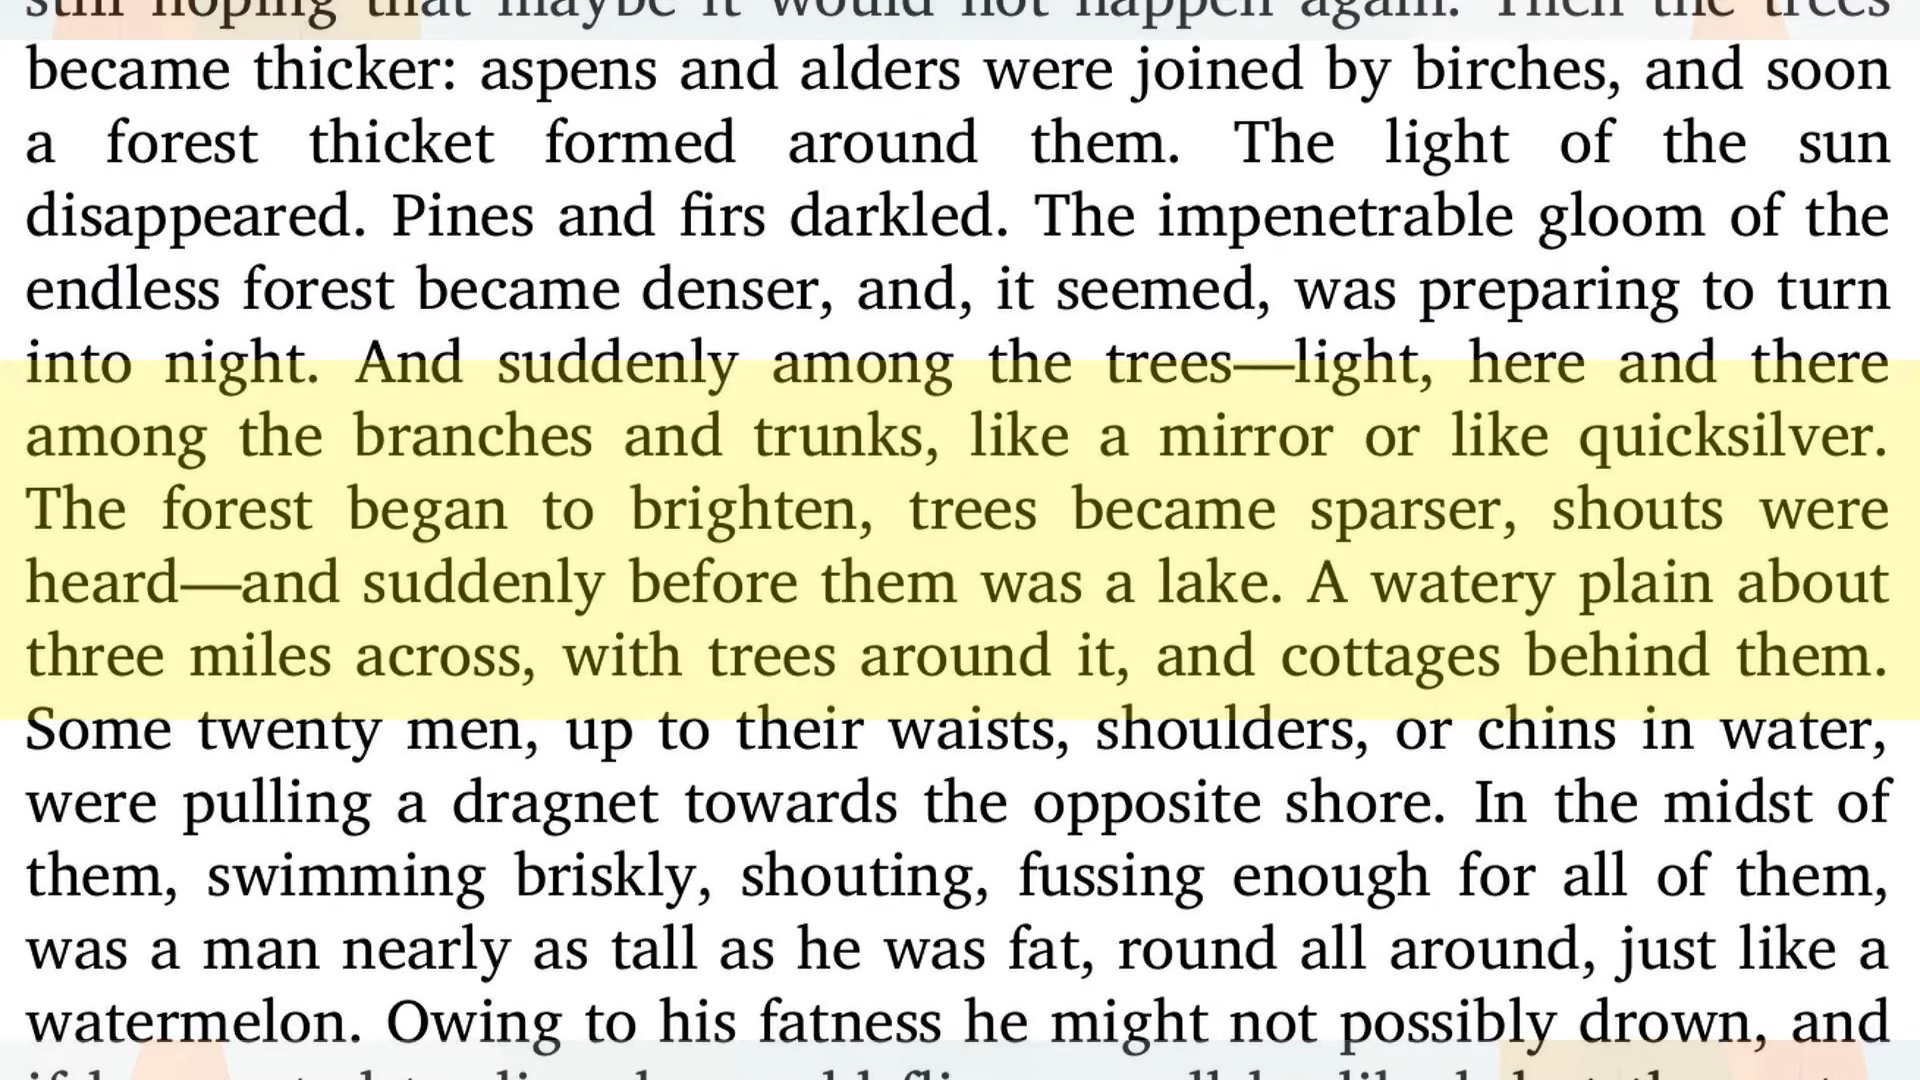 still hoping that maybe it would not happen again. Then the trees
became thicker: aspens and alders were joined by birches, and soon
a forest thicket formed around them. The light of the sun
disappeared. Pines and firs darkled. The impenetrable gloom of the
endless forest became denser, and, it seemed, was preparing to turn
into night. And suddenly among the trees—light, here and there
among the branches and trunks, like a mirror or like quicksilver.
The forest began to brighten, trees became sparser, shouts were
heard—and suddenly before them was a lake. A watery plain about
three miles across, with trees around it, and cottages behind them.
Some twenty men, up to their waists, shoulders, or chins in water,
were pulling a dragnet towards the opposite shore. In the midst of
them, swimming briskly, shouting, fussing enough for all of them,
was a man nearly as tall as he was fat, round all around, just like a
watermelon. Owing to his fatness he might not possibly drown, and